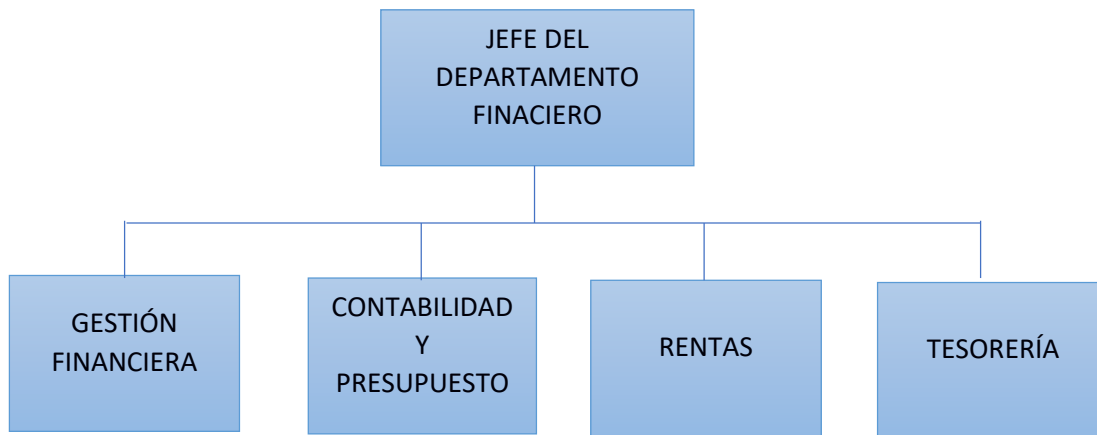 JEFE DEL
DEPARTAMENTO
FINACIERO
GESTIÓN
FINANCIERA
CONTABILIDAD
Y
PRESUPUESTO
RENTAS
TESORERÍA